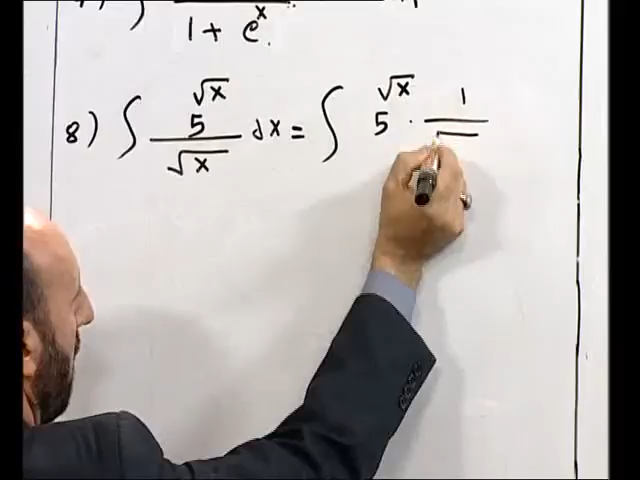 1 + e^x
8) ∫ 5^√x / √x dx = ∫ 5^√x · 1 / √